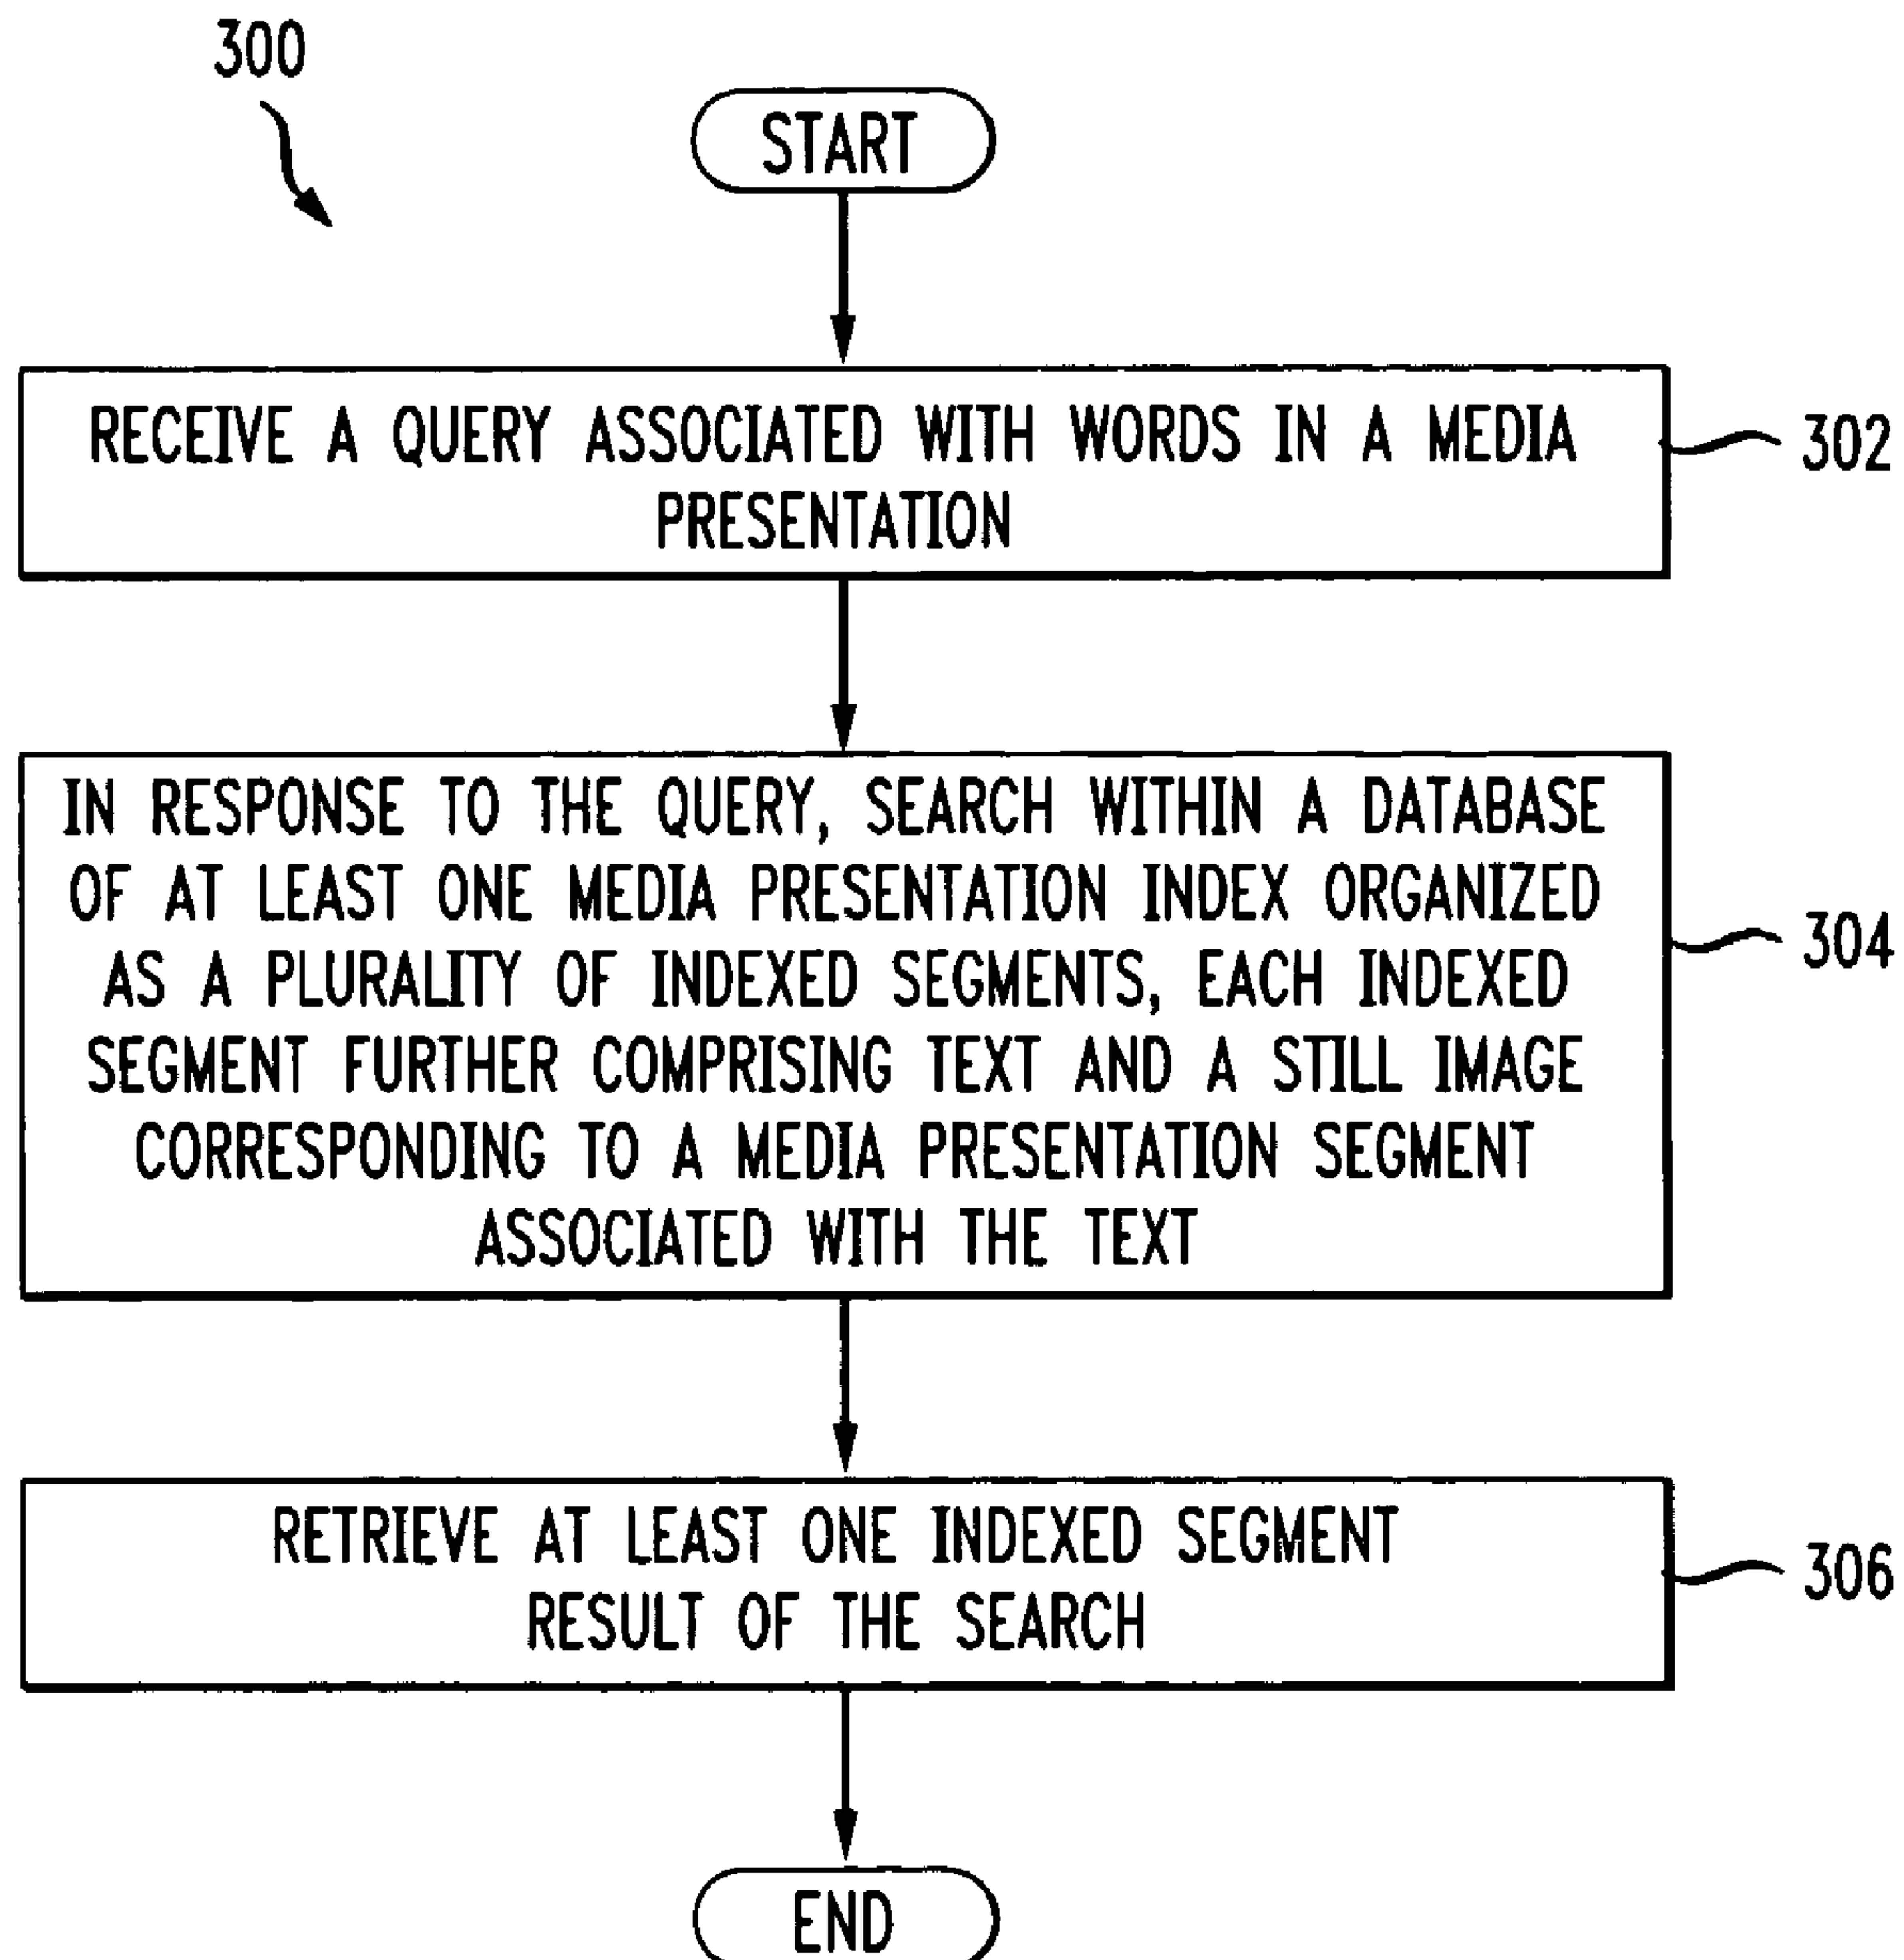 300
START
RECEIVE A QUERY ASSOCIATED WITH WORDS IN A MEDIA
PRESENTATION
302
IN RESPONSE TO THE QUERY, SEARCH WITHIN A DATABASE
OF AT LEAST ONE MEDIA PRESENTATION INDEX ORGANIZED
AS A PLURALITY OF INDEXED SEGMENTS, EACH INDEXED
SEGMENT FURTHER COMPRISING TEXT AND A STILL IMAGE
CORRESPONDING TO A MEDIA PRESENTATION SEGMENT
ASSOCIATED WITH THE TEXT
304
RETRIEVE AT LEAST ONE INDEXED SEGMENT
RESULT OF THE SEARCH
306
END